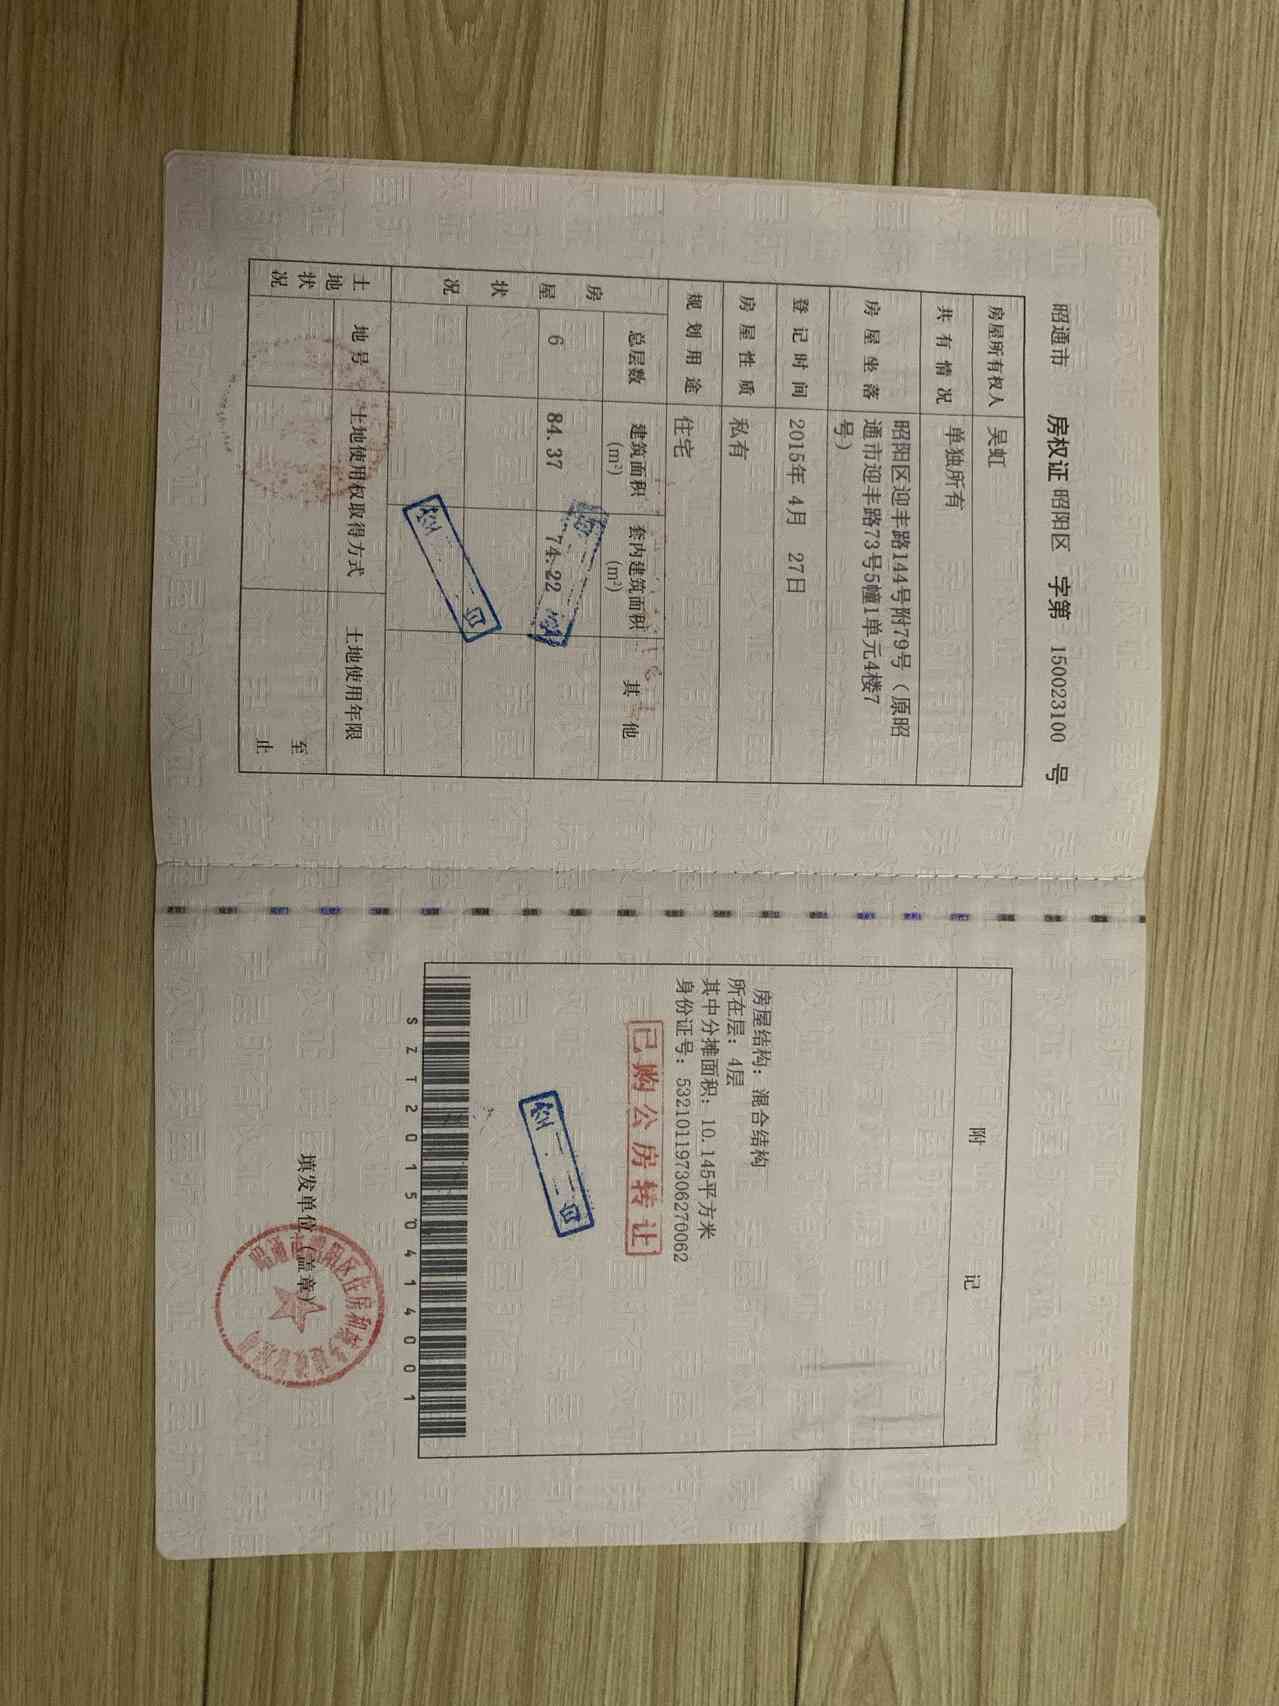 昭通市 房权证 昭阳区 字第 150023100 号
房屋所有权人 吴虹
共有情况 单独所有
房屋坐落 昭阳区迎丰路144号附79号（原昭
通市迎丰路73号5幢1单元4楼7
号）
登记时间 2015年 4月 27日
房屋性质 私有
规划用途 住宅
房屋状况
总层数 建筑面积(m²) 套内建筑面积(m²) 其他
6 84.37 74.22
土地状况
地号 土地使用权取得方式 土地使用年限
至
止
附 记
房屋结构：混合结构
所在层：4层
其中分摊面积：10.145平方米
身份证号：532101197306270062
已购公房转让
SZT20150414001
填发单位（盖章）